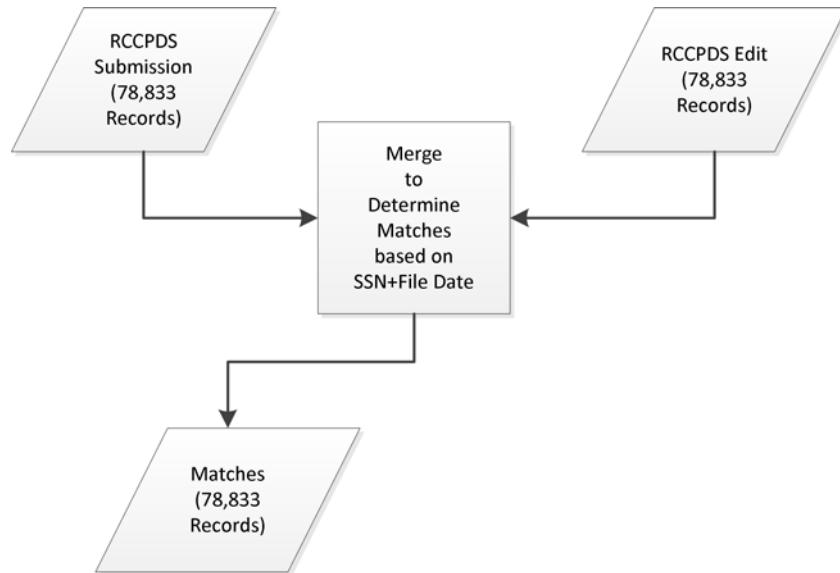 RCCPDS
Submission
(78,833
Records)
RCCPDS Edit
(78,833
Records)
Merge
to
Determine
Matches
based on
SSN+File Date
Matches
(78,833
Records)